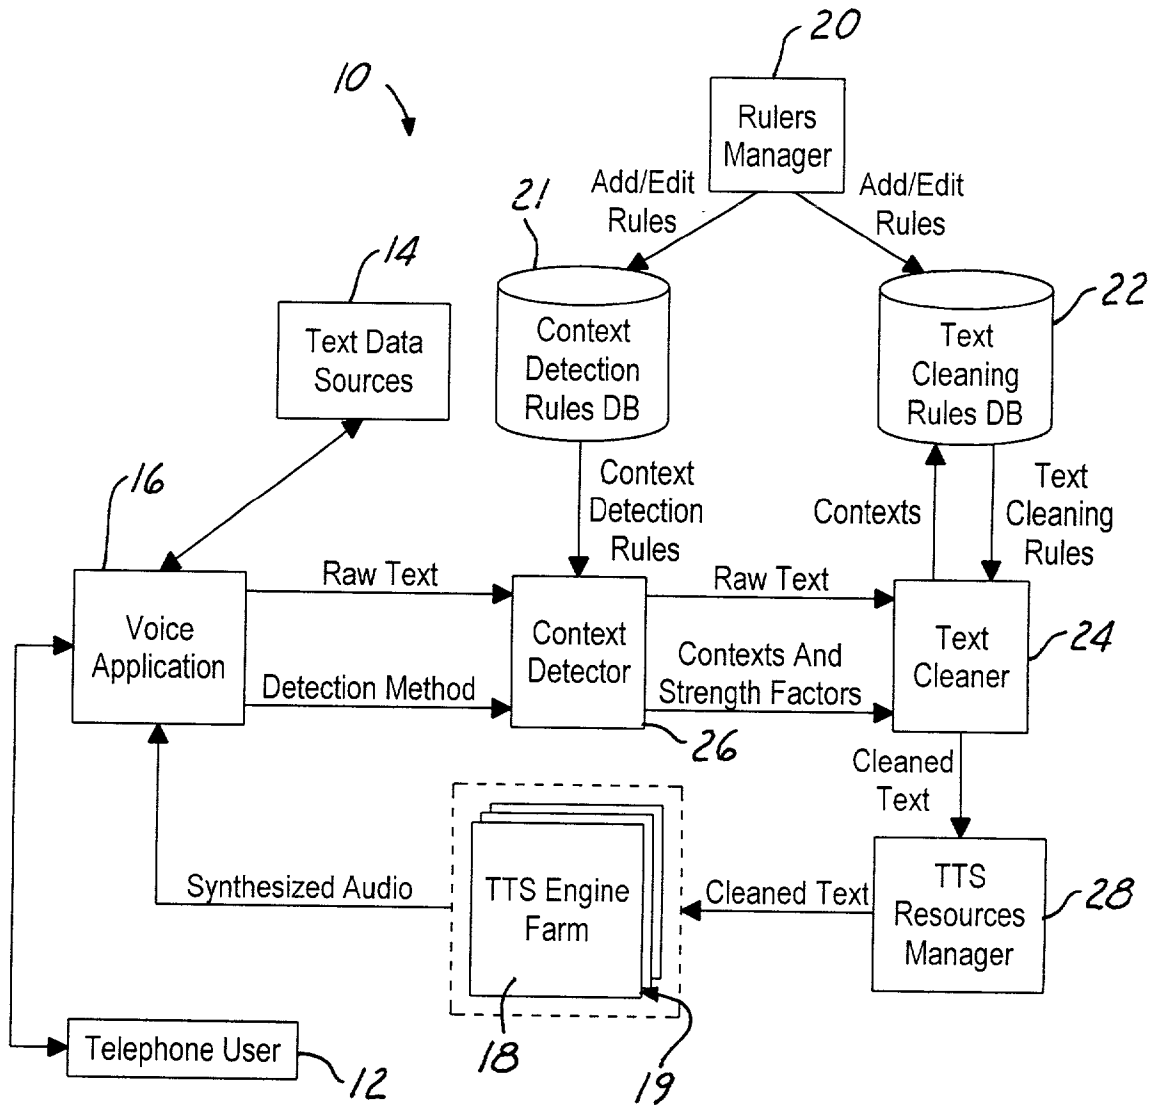 20
10
Rulers
Manager
21
Add/Edit
Rules
Add/Edit
Rules
14
22
Text Data
Sources
Context
Detection
Rules DB
Text
Cleaning
Rules DB
16
Context
Detection
Rules
Contexts
Text
Cleaning
Rules
Raw Text
Raw Text
Voice
Application
Context
Detector
Contexts And
Strength Factors
Text
Cleaner
24
Detection Method
26
Cleaned
Text
Synthesized Audio
TTS Engine
Farm
Cleaned Text
TTS
Resources
Manager
28
18
19
Telephone User
12